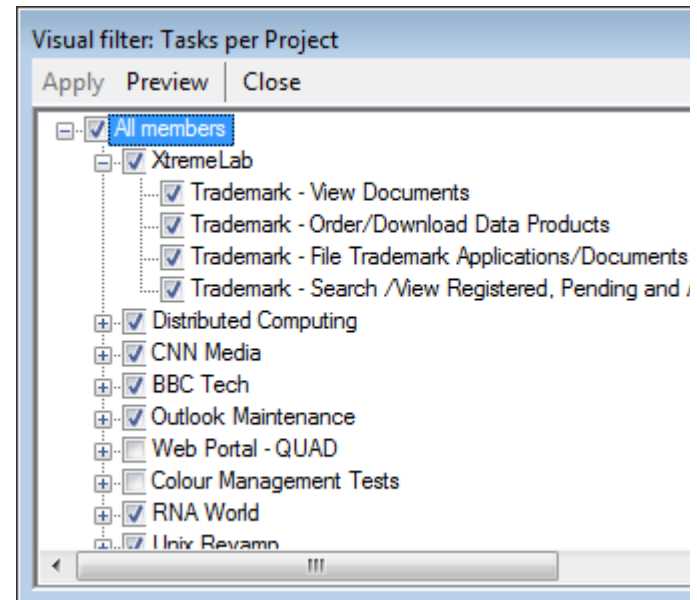 Visual filter: Tasks per Project
Apply Preview Close
All members
XtremeLab
Trademark - View Documents
Trademark - Order/Download Data Products
Trademark - File Trademark Applications/Documents
Trademark - Search /View Registered, Pending and
Distributed Computing
CNN Media
BBC Tech
Outlook Maintenance
Web Portal - QUAD
Colour Management Tests
RNA World
Unix Revamp